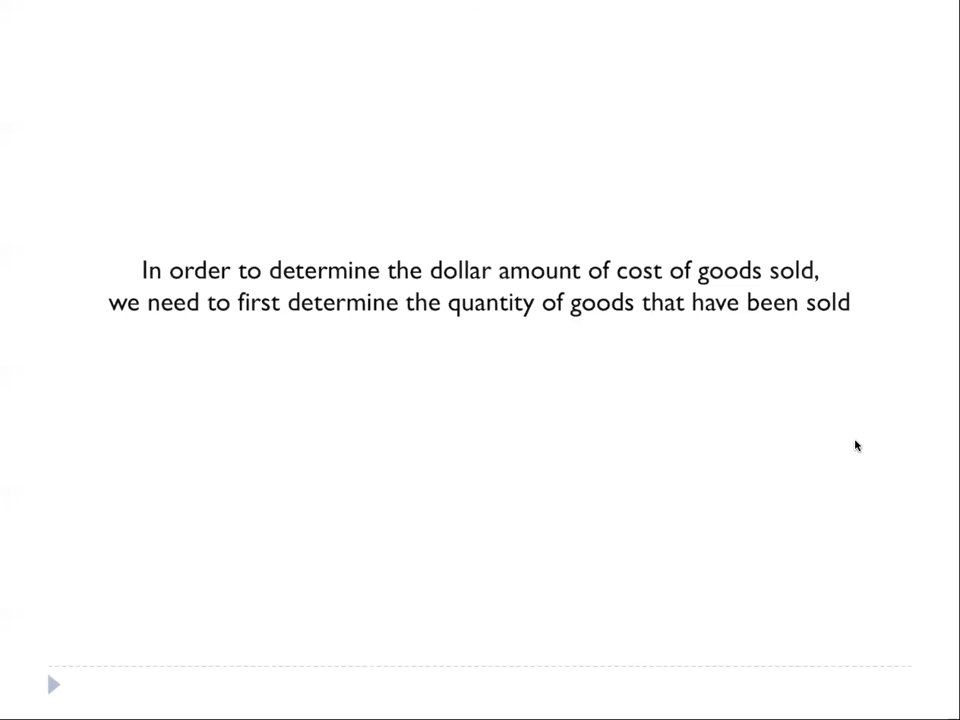 In order to determine the dollar amount of cost of goods sold,
we need to first determine the quantity of goods that have been sold